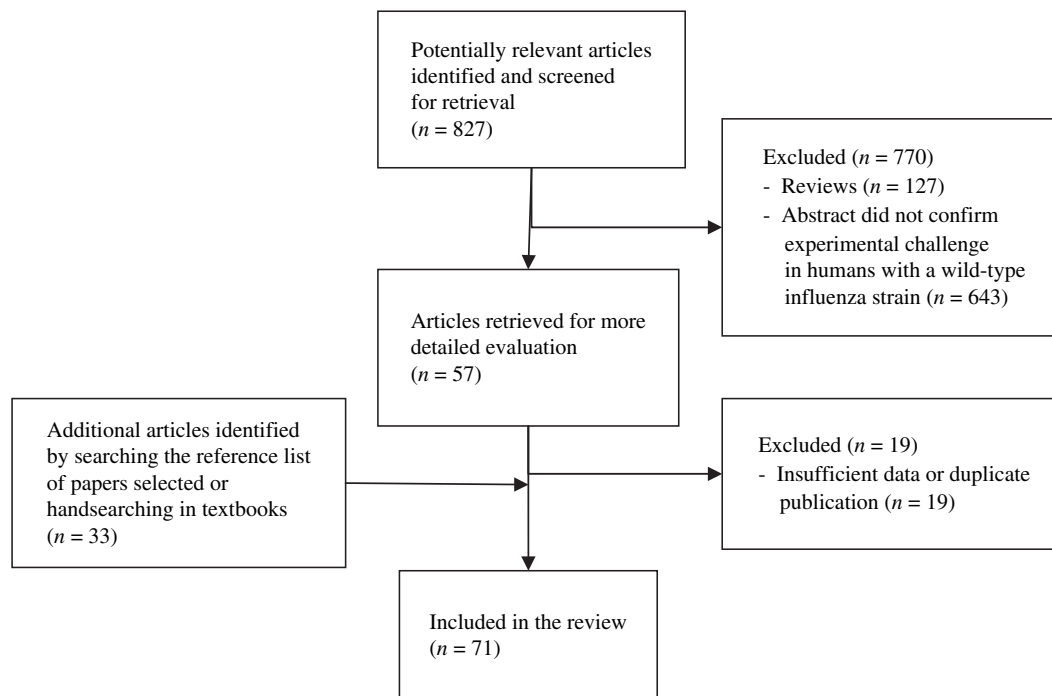 Potentially relevant articles
identified and screened
for retrieval
(n = 827)
Excluded (n = 770)
- Reviews (n = 127)
- Abstract did not confirm
experimental challenge
in humans with a wild-type
influenza strain (n = 643)
Articles retrieved for more
detailed evaluation
(n = 57)
Additional articles identified
by searching the reference list
of papers selected or
handsearching in textbooks
(n = 33)
Excluded (n = 19)
- Insufficient data or duplicate
publication (n = 19)
Included in the review
(n = 71)